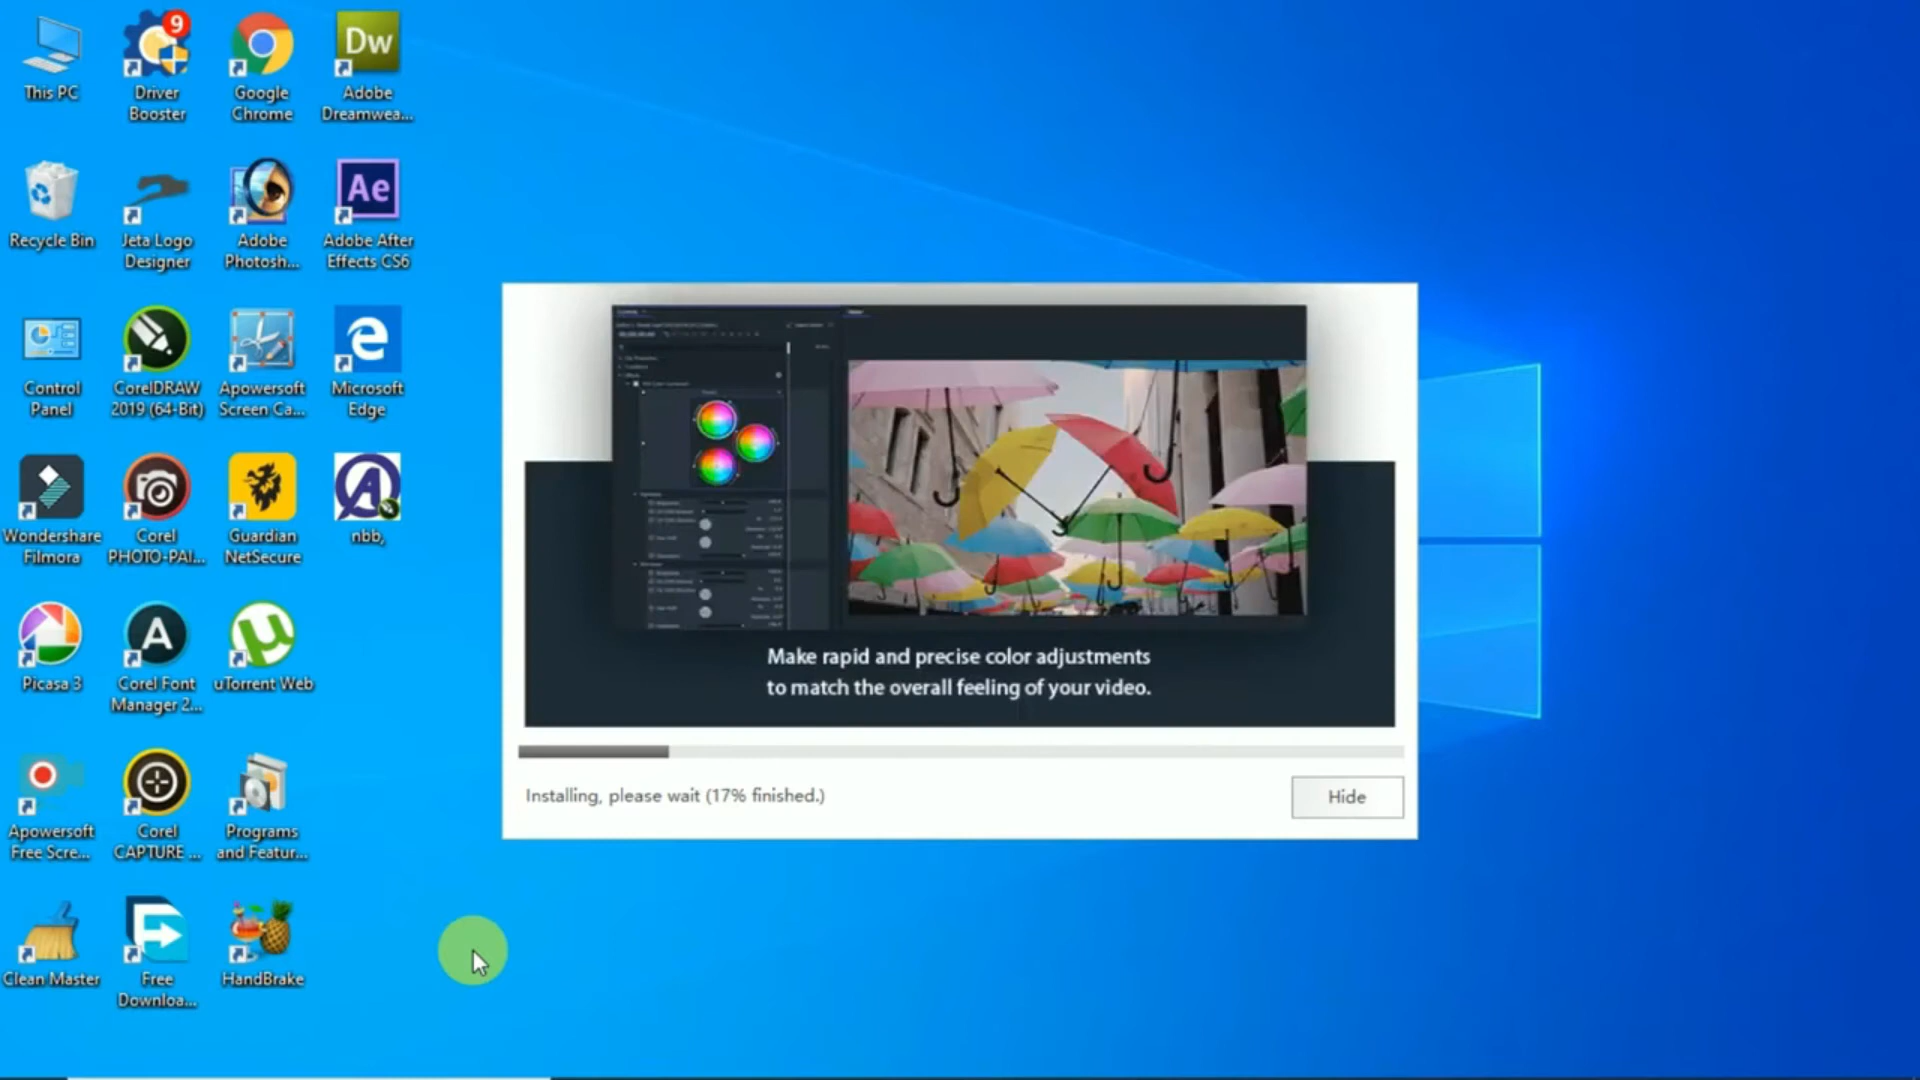 This PC
9
Driver
Booster
Google
Chrome
Dw
Adobe
Dreamwea...
Recycle Bin
Jeta Logo
Designer
Adobe
Photosh...
Ae
Adobe After
Effects CS6
Control
Panel
CorelDRAW
2019 (64-Bit)
Apowersoft
Screen Ca...
Microsoft
Edge
Wondershare
Filmora
Corel
PHOTO-PAI...
Guardian
NetSecure
nbb,
Picasa 3
A
Corel Font
Manager 2...
µ
uTorrent Web
Apowersoft
Free Scre...
Corel
CAPTURE ...
Programs
and Featur...
Clean Master
Free
Downloa...
HandBrake
Make rapid and precise color adjustments
to match the overall feeling of your video.
Installing, please wait (17% finished.)
Hide